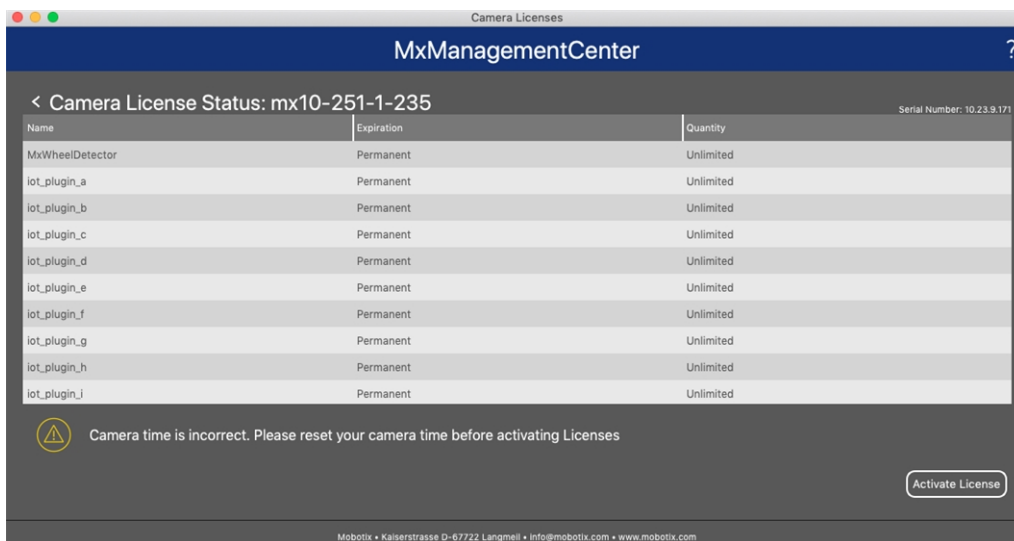 Camera Licenses
MxManagementCenter ?
< Camera License Status: mx10-251-1-235
Serial Number: 10.23.9.171
Name Expiration Quantity
MxWheelDetector Permanent Unlimited
iot_plugin_a Permanent Unlimited
iot_plugin_b Permanent Unlimited
iot_plugin_c Permanent Unlimited
iot_plugin_d Permanent Unlimited
iot_plugin_e Permanent Unlimited
iot_plugin_f Permanent Unlimited
iot_plugin_g Permanent Unlimited
iot_plugin_h Permanent Unlimited
iot_plugin_i Permanent Unlimited
Camera time is incorrect. Please reset your camera time before activating Licenses
Activate License
Mobotix • Kaiserstrasse D-67722 Langmeil • info@mobotix.com • www.mobotix.com